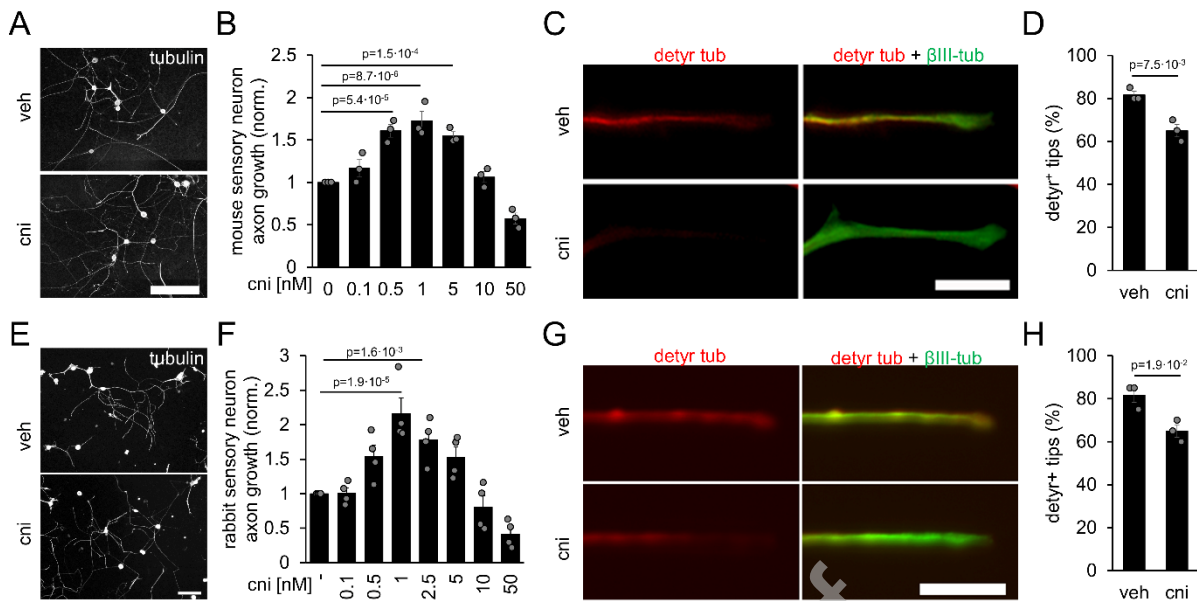 A
tubulin
veh
cni
B
mouse sensory neuron
axon growth (norm.)
2.5
2
1.5
1
0.5
0
p=1.5·10-4
p=8.7·10-6
p=5.4·10-5
cni [nM]
0 0.1 0.5 1 5 10 50
C
detyr tub
detyr tub + βIII-tub
veh
cni
D
detyr+ tips (%)
100
80
60
40
20
0
p=7.5·10-3
veh cni
E
tubulin
veh
cni
F
rabbit sensory neuron
axon growth (norm.)
3
2.5
2
1.5
1
0.5
0
p=1.6·10-3
p=1.9·10-5
cni [nM]
- 0.1 0.5 1 2.5 5 10 50
G
detyr tub
detyr tub + βIII-tub
veh
cni
H
detyr+ tips (%)
100
80
60
40
20
0
p=1.9·10-2
veh cni